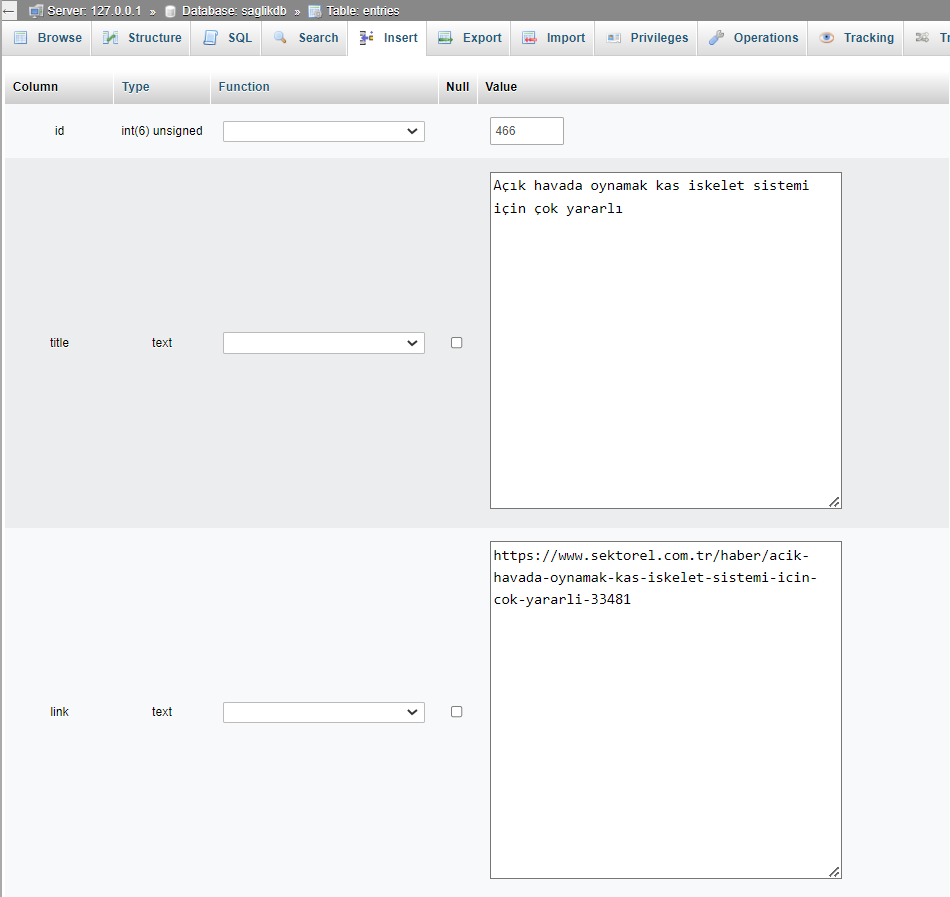 Server: 127.0.0.1 » Database: saglikdb » Table: entries
Browse Structure SQL Search Insert Export Import Privileges Operations Tracking
Column Type Function Null Value
id int(6) unsigned 466
Açık havada oynamak kas iskelet sistemi
için çok yararlı
title text
https://www.sektorel.com.tr/haber/acik-
havada-oynamak-kas-iskelet-sistemi-icin-
cok-yararli-33481
link text